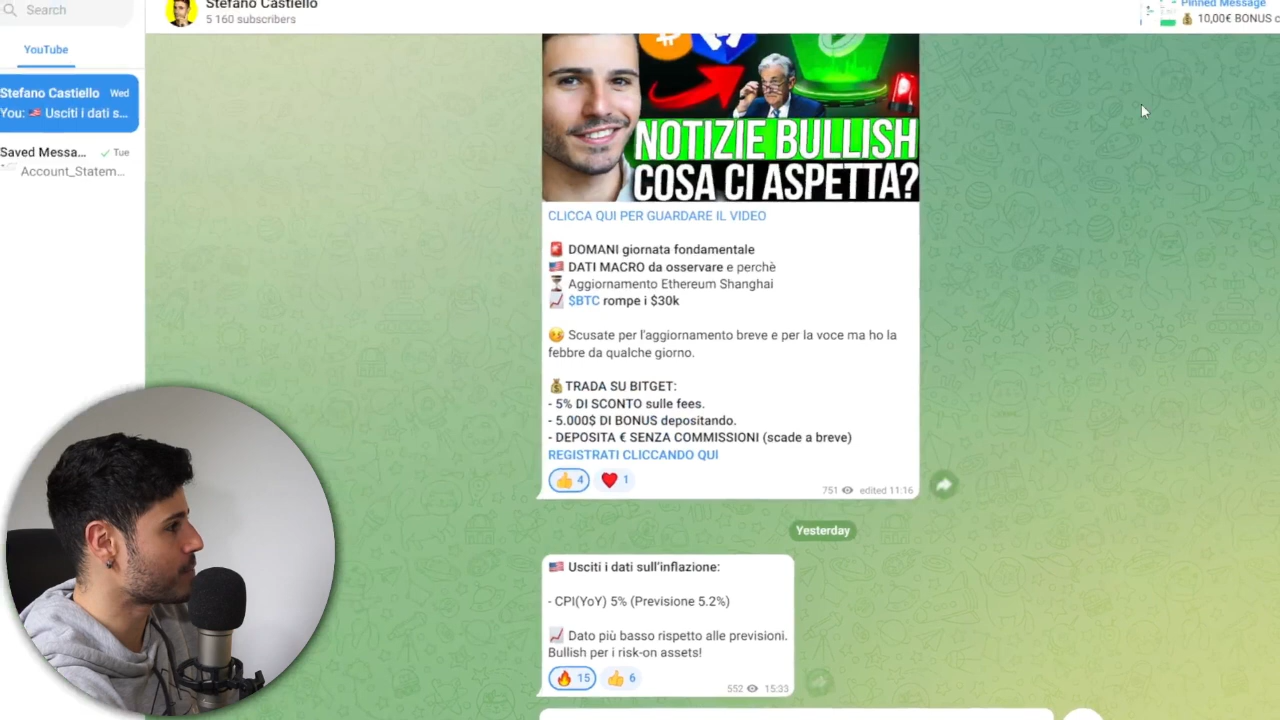 Search
Stefano Castiello
5 160 subscribers
Pinned Message
💰 10,00€ BONUS
YouTube
Stefano Castiello Wed
You: 🇺🇸 Usciti i dati s...
Saved Messa... Tue
Account_Statem...
NOTIZIE BULLISH
COSA CI ASPETTA?
CLICCA QUI PER GUARDARE IL VIDEO
🚨 DOMANI giornata fondamentale
🇺🇸 DATI MACRO da osservare e perchè
⏳ Aggiornamento Ethereum Shanghai
📈 $BTC rompe i $30k
🤒 Scusate per l'aggiornamento breve e per la voce ma ho la
febbre da qualche giorno.
💰TRADA SU BITGET:
- 5% DI SCONTO sulle fees.
- 5.000$ DI BONUS depositando.
- DEPOSITA € SENZA COMMISSIONI (scade a breve)
REGISTRATI CLICCANDO QUI
👍 4 ❤️ 1
751 edited 11:16
Yesterday
🇺🇸 Usciti i dati sull'inflazione:
- CPI(YoY) 5% (Previsione 5.2%)
📈 Dato più basso rispetto alle previsioni.
Bullish per i risk-on assets!
🔥 15 👍 6
552 15:33